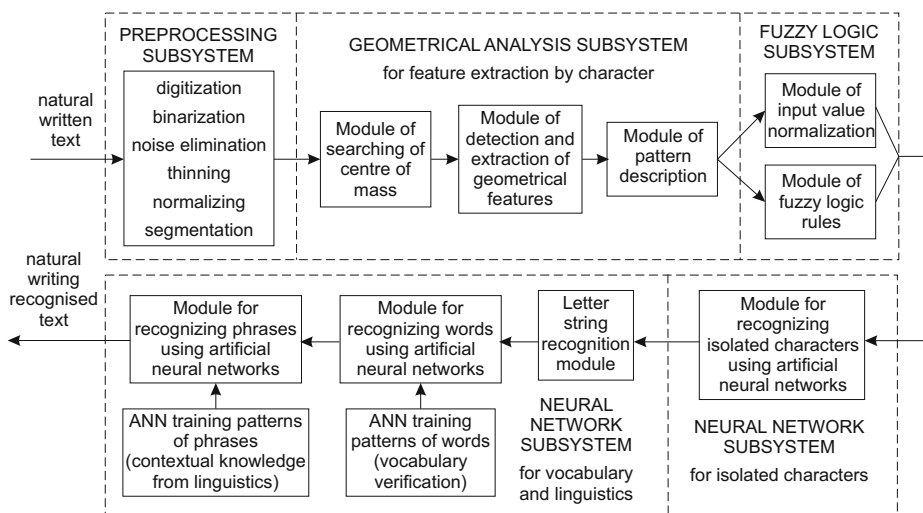 natural
written
text
PREPROCESSING
SUBSYSTEM
digitization
binarization
noise elimination
thinning
normalizing
segmentation
GEOMETRICAL ANALYSIS SUBSYSTEM
for feature extraction by character
Module of
searching of
centre of
mass
Module of
detection and
extraction of
geometrical
features
Module of
pattern
description
FUZZY LOGIC
SUBSYSTEM
Module of
input value
normalization
Module of
fuzzy logic
rules
natural
writing
recognised
text
Module for
recognizing phrases
using artificial
neural networks
ANN training patterns
of phrases
(contextual knowledge
from linguistics)
Module for
recognizing words
using artificial
neural networks
ANN training
patterns of words
(vocabulary
verification)
Letter
string
recognition
module
NEURAL
NETWORK
SUBSYSTEM
for vocabulary
and linguistics
Module for
recognizing
isolated characters
using artificial
neural networks
NEURAL NETWORK
SUBSYSTEM
for isolated characters